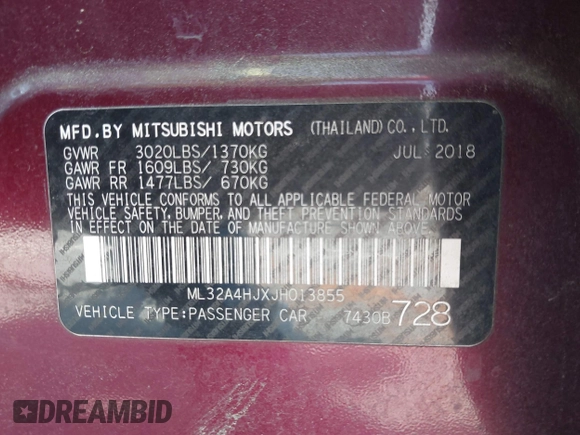 MFD.BY MITSUBISHI MOTORS (THAILAND)CO.,LTD.
GVWR 3020LBS/1370KG JUL 2018
GAWR FR 1609LBS/ 730KG
GAWR RR 1477LBS/ 670KG
THIS VEHICLE CONFORMS TO ALL APPLICABLE FEDERAL MOTOR
VEHICLE SAFETY, BUMPER, AND THEFT PREVENTION STANDARDS
IN EFFECT ON THE DATE OF MANUFACTURE SHOWN ABOVE.
ML32A4HJXJH013855
VEHICLE TYPE:PASSENGER CAR 7430B 728
DREAMBID